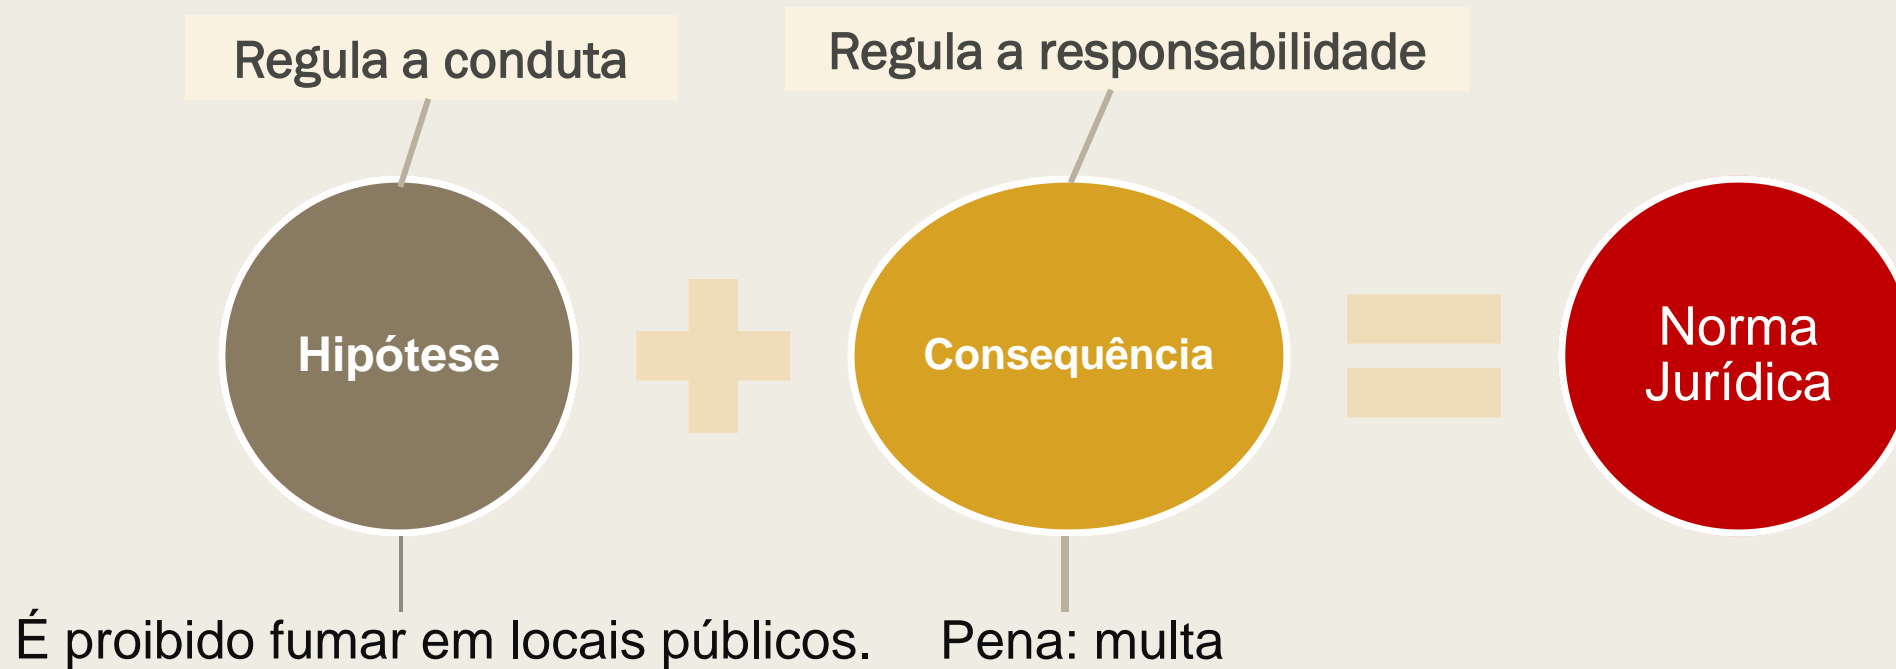 Regula a conduta
Regula a responsabilidade
Hipótese
Consequência
Norma
Jurídica
É proibido fumar em locais públicos.
Pena: multa